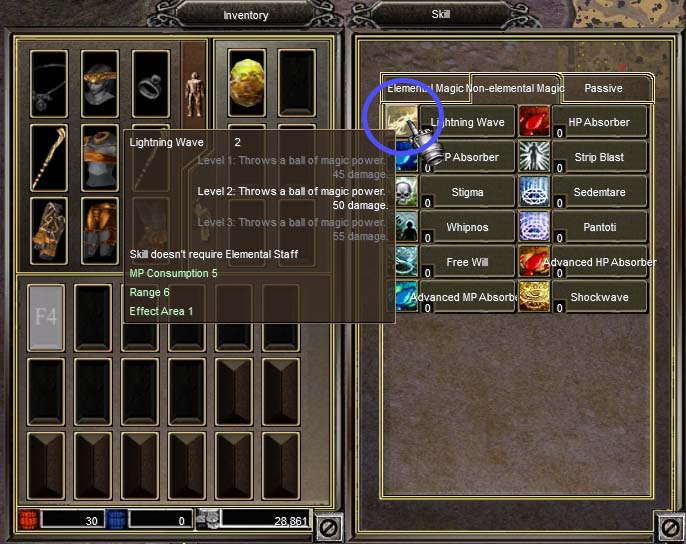 Inventory
Skill
Elemental Magic
Non-elemental Magic
Passive
Lightning Wave
0
HP Absorber
0
P Absorber
0
Strip Blast
0
Stigma
0
Sedemtare
0
Whipnos
0
Pantoti
0
Free Will
0
Advanced HP Absorber
0
Advanced MP Absorbe
0
Shockwave
Lightning Wave 2
Level 1: Throws a ball of magic power.
45 damage.
Level 2: Throws a ball of magic power.
50 damage.
Level 3: Throws a ball of magic power.
55 damage.
Skill doesn't require Elemental Staff
MP Consumption 5
Range 6
Effect Area 1
F4
30
0
28,861